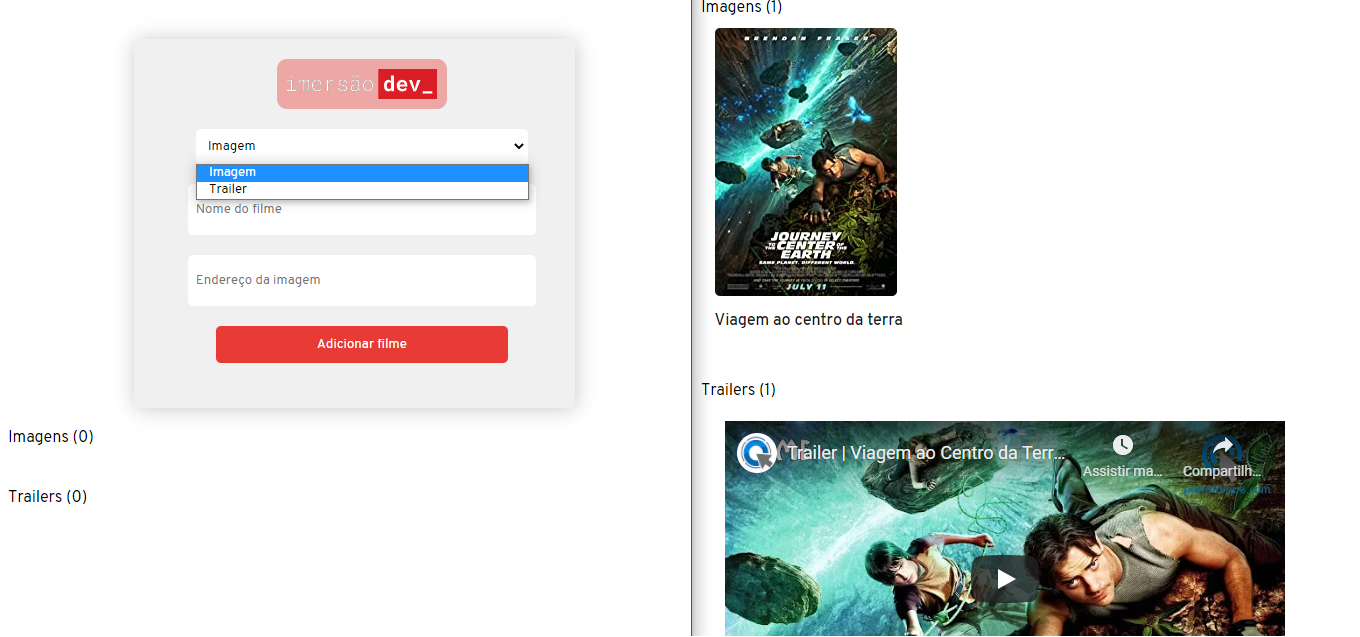 imersão dev_
Imagem
Imagem
Trailer
Nome do filme
Endereço da imagem
Adicionar filme
Imagens (0)
Trailers (0)
Imagens (1)
BRENDAN FRASER
JOURNEY
TO THE CENTER OF THE
EARTH
SAME PLANET. DIFFERENT WORLD.
JULY 11
Viagem ao centro da terra
Trailers (1)
Trailer | Viagem ao Centro da Terr...
Assistir ma...
Compartilh...